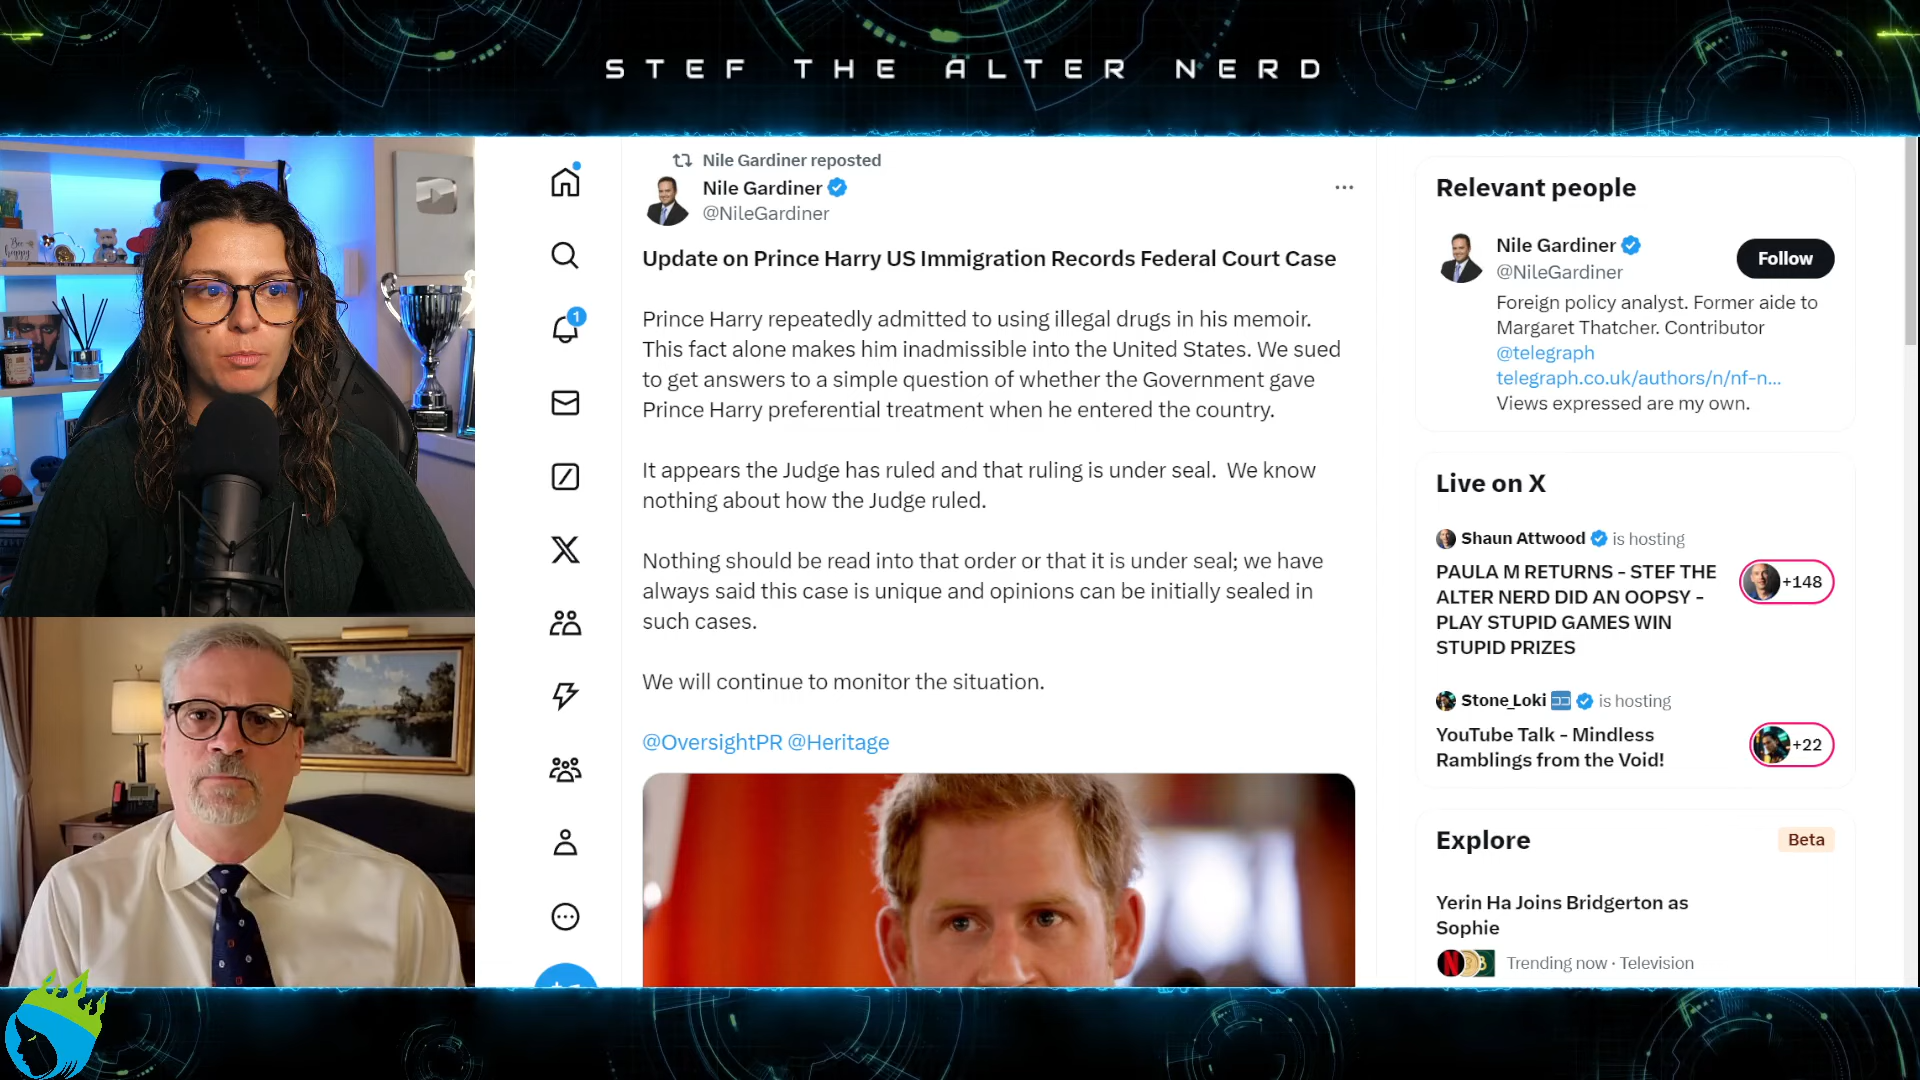 STEF THE ALTER NERD
Nile Gardiner reposted
Nile Gardiner
@NileGardiner
Update on Prince Harry US Immigration Records Federal Court Case
Prince Harry repeatedly admitted to using illegal drugs in his memoir.
This fact alone makes him inadmissible into the United States. We sued
to get answers to a simple question of whether the Government gave
Prince Harry preferential treatment when he entered the country.
It appears the Judge has ruled and that ruling is under seal.  We know
nothing about how the Judge ruled.
Nothing should be read into that order or that it is under seal; we have
always said this case is unique and opinions can be initially sealed in
such cases.
We will continue to monitor the situation.
@OversightPR @Heritage
1
Relevant people
Nile Gardiner
@NileGardiner
Follow
Foreign policy analyst. Former aide to
Margaret Thatcher. Contributor
@telegraph
telegraph.co.uk/authors/n/nf-n...
Views expressed are my own.
Live on X
Shaun Attwood is hosting
PAULA M RETURNS - STEF THE
ALTER NERD DID AN OOPSY -
PLAY STUPID GAMES WIN
STUPID PRIZES
+148
Stone_Loki is hosting
YouTube Talk - Mindless
Ramblings from the Void!
+22
Explore
Beta
Yerin Ha Joins Bridgerton as
Sophie
Trending now · Television